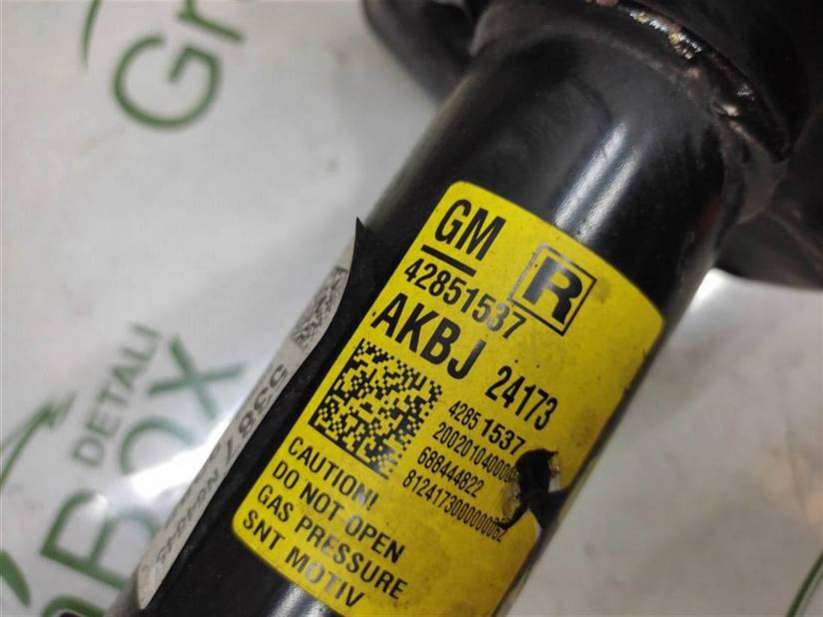 GM
R
42851537
AKBJ 24173
4285 1537
688444822
CAUTION!
DO NOT OPEN
GAS PRESSURE
SNT MOTIV
DETALI
BOX